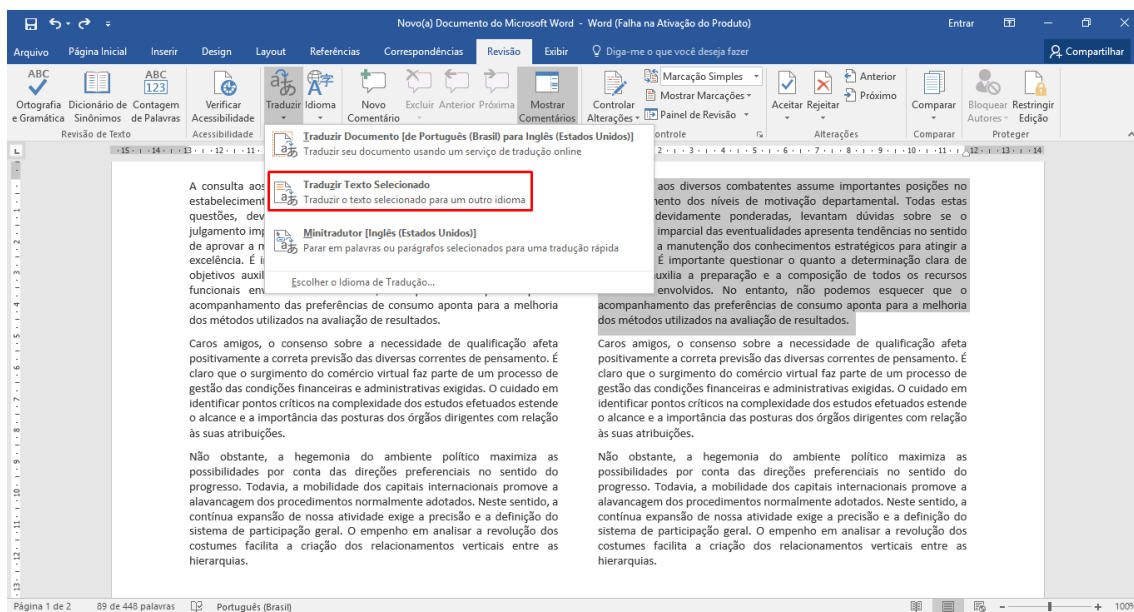 Novo(a) Documento do Microsoft Word - Word (Falha na Ativação do Produto)
Entrar
Arquivo Página Inicial Inserir Design Layout Referências Correspondências Revisão Exibir Diga-me o que você deseja fazer Compartilhar
ABC ABC 123
Ortografia e Gramática
Dicionário de Sinônimos
Contagem de Palavras
Verificar Acessibilidade
Traduzir
Idioma
Novo Comentário
Excluir
Anterior
Próxima
Mostrar Comentários
Controlar Alterações
Marcação Simples
Mostrar Marcações
Painel de Revisão
Aceitar
Rejeitar
Anterior
Próximo
Comparar
Bloquear Autores
Restringir Edição
Revisão de Texto
Acessibilidade
ontrole
Alterações
Comparar
Proteger
Traduzir Documento [de Português (Brasil) para Inglês (Estados Unidos)]
Traduzir seu documento usando um serviço de tradução online
Traduzir Texto Selecionado
Traduzir o texto selecionado para um outro idioma
Minitradutor [Inglês (Estados Unidos)]
Parar em palavras ou parágrafos selecionados para uma tradução rápida
Escolher o Idioma de Tradução...
A consulta aos
estabeleciment
questões, dev
julgamento imp
de aprovar a m
excelência. É i
objetivos auxil
funcionais env
acompanhamento das preferências de consumo aponta para a melhoria
dos métodos utilizados na avaliação de resultados.
Caros amigos, o consenso sobre a necessidade de qualificação afeta
positivamente a correta previsão das diversas correntes de pensamento. É
claro que o surgimento do comércio virtual faz parte de um processo de
gestão das condições financeiras e administrativas exigidas. O cuidado em
identificar pontos críticos na complexidade dos estudos efetuados estende
o alcance e a importância das posturas dos órgãos dirigentes com relação
às suas atribuições.
Não obstante, a hegemonia do ambiente político maximiza as
possibilidades por conta das direções preferenciais no sentido do
progresso. Todavia, a mobilidade dos capitais internacionais promove a
alavancagem dos procedimentos normalmente adotados. Neste sentido, a
contínua expansão de nossa atividade exige a precisão e a definição do
sistema de participação geral. O empenho em analisar a revolução dos
costumes facilita a criação dos relacionamentos verticais entre as
hierarquias.
aos diversos combatentes assume importantes posições no
ento dos níveis de motivação departamental. Todas estas
devidamente ponderadas, levantam dúvidas sobre se o
imparcial das eventualidades apresenta tendências no sentido
a manutenção dos conhecimentos estratégicos para atingir a
É importante questionar o quanto a determinação clara de
uxilia a preparação e a composição de todos os recursos
envolvidos. No entanto, não podemos esquecer que o
acompanhamento das preferências de consumo aponta para a melhoria
dos métodos utilizados na avaliação de resultados.
Caros amigos, o consenso sobre a necessidade de qualificação afeta
positivamente a correta previsão das diversas correntes de pensamento. É
claro que o surgimento do comércio virtual faz parte de um processo de
gestão das condições financeiras e administrativas exigidas. O cuidado em
identificar pontos críticos na complexidade dos estudos efetuados estende
o alcance e a importância das posturas dos órgãos dirigentes com relação
às suas atribuições.
Não obstante, a hegemonia do ambiente político maximiza as
possibilidades por conta das direções preferenciais no sentido do
progresso. Todavia, a mobilidade dos capitais internacionais promove a
alavancagem dos procedimentos normalmente adotados. Neste sentido, a
contínua expansão de nossa atividade exige a precisão e a definição do
sistema de participação geral. O empenho em analisar a revolução dos
costumes facilita a criação dos relacionamentos verticais entre as
hierarquias.
Página 1 de 2 89 de 448 palavras Português (Brasil)